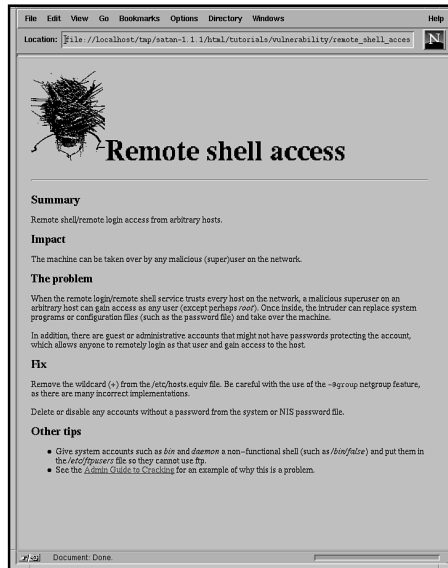 File Edit View Go Bookmarks Options Directory Windows Help
Location: file://localhost/tmp/satan-1.1.1/html/tutorials/vulnerability/remote_shell_acces
N
Remote shell access
Summary
Remote shell/remote login access from arbitrary hosts.
Impact
The machine can be taken over by any malicious (super)user on the network.
The problem
When the remote login/remote shell service trusts every host on the network, a malicious superuser on an
arbitrary host can gain access as any user (except perhaps root). Once inside, the intruder can replace system
programs or configuration files (such as the password file) and take over the machine.
In addition, there are guest or administrative accounts that might not have passwords protecting the account,
which allows anyone to remotely login as that user and gain access to the host.
Fix
Remove the wildcard (+) from the /etc/hosts.equiv file. Be careful with the use of the -@group netgroup feature,
as there are many incorrect implementations.
Delete or disable any accounts without a password from the system or NIS password file.
Other tips
• Give system accounts such as bin and daemon a non-functional shell (such as /bin/false) and put them in
the /etc/ftpusers file so they cannot use ftp.
• See the Admin Guide to Cracking for an example of why this is a problem.
Document: Done.